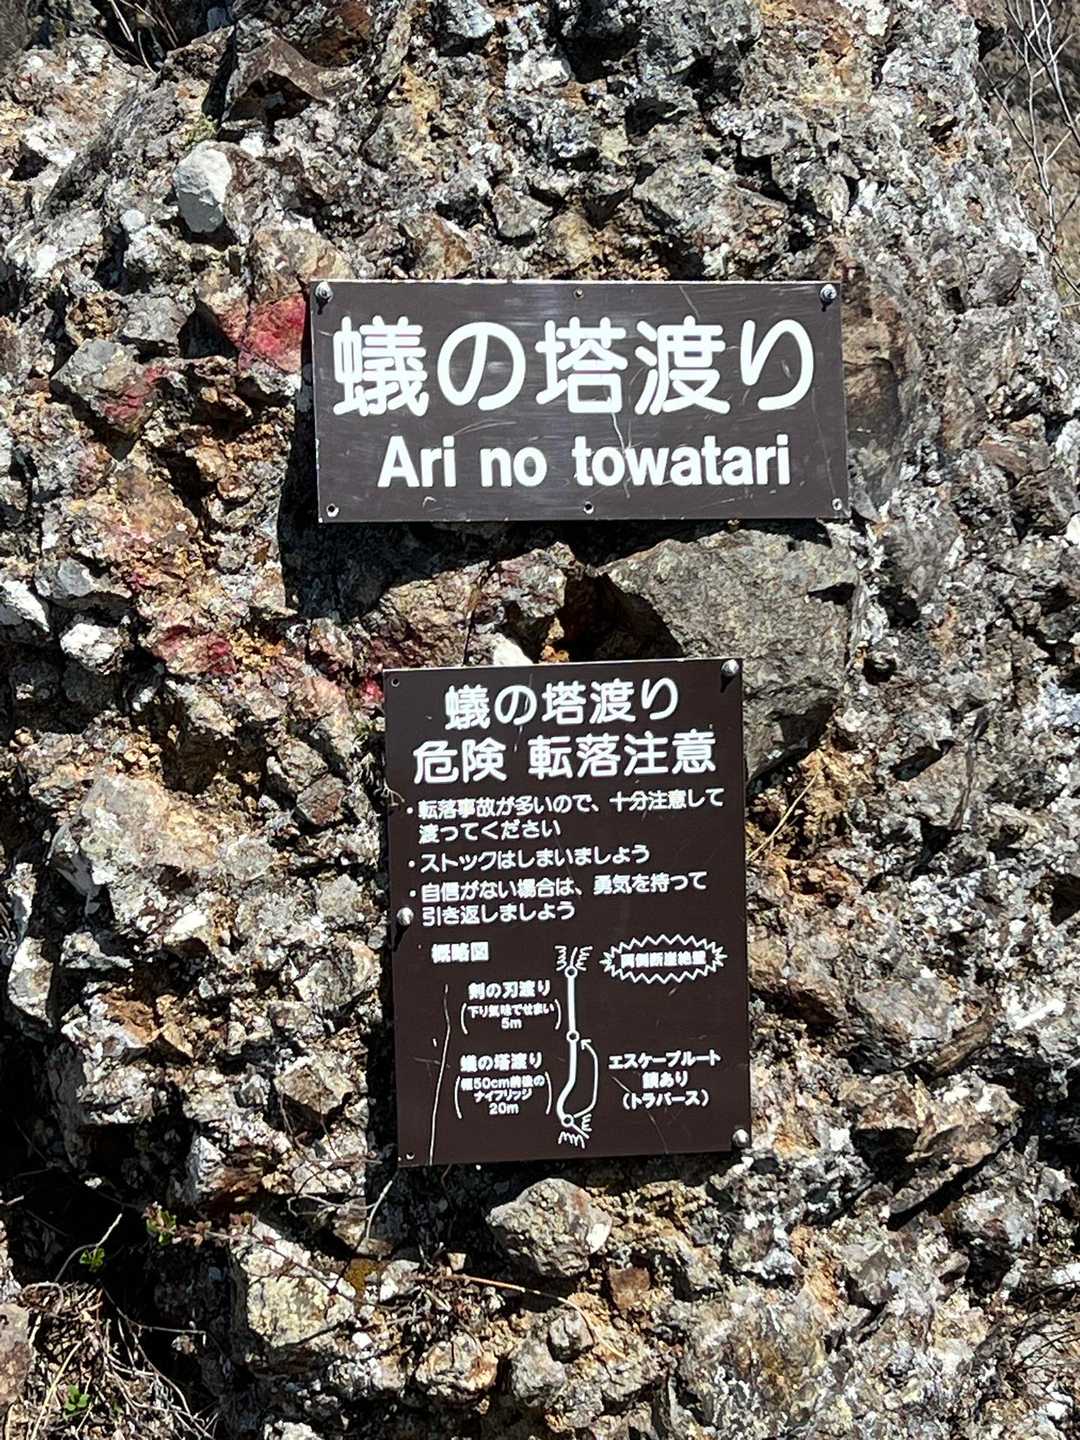 蟻の塔渡り
Ari no towatari
蟻の塔渡り
危険 転落注意
・転落事故が多いので、十分注意して
渡ってください
・ストックはしまいましょう
・自信がない場合は、勇気を持って
引き返しましょう
概略図
両側断崖絶壁
剣の刃渡り
(下り気味でせまい
5m)
蟻の塔渡り
(幅50cm前後の
ナイフリッジ
20m)
エスケープルート
鎖あり
(トラバース)